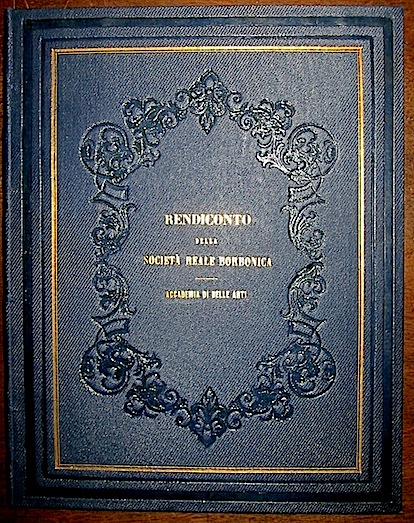 RENDICONTO
DELLA
SOCIETÀ REALE BORBONICA
ACCADEMIA DI BELLE ARTI